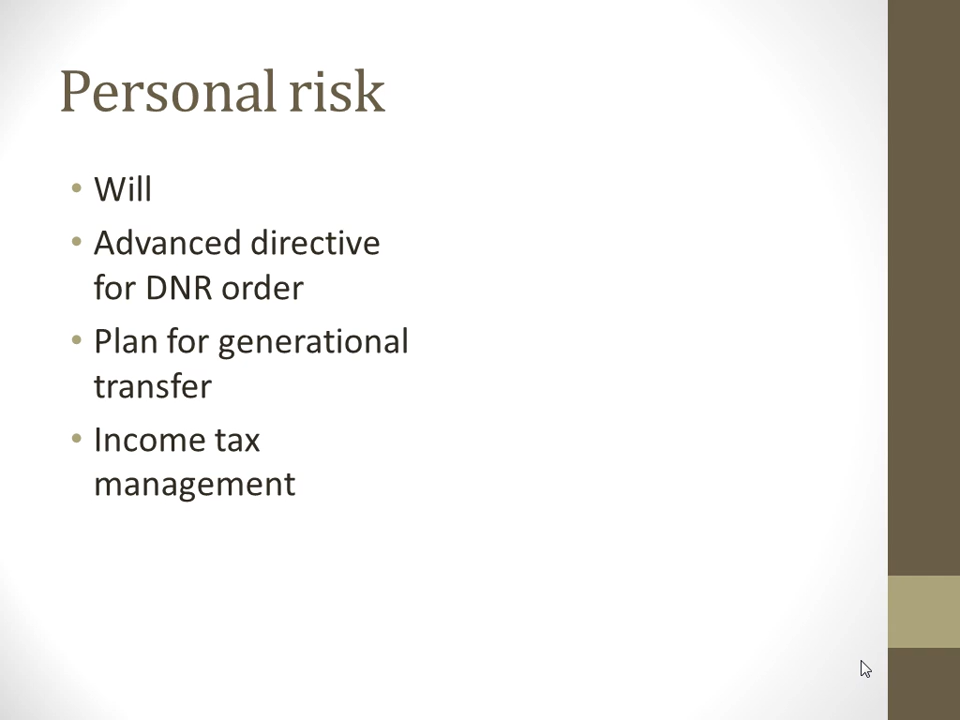 Personal risk
• Will
• Advanced directive
for DNR order
• Plan for generational
transfer
• Income tax
management